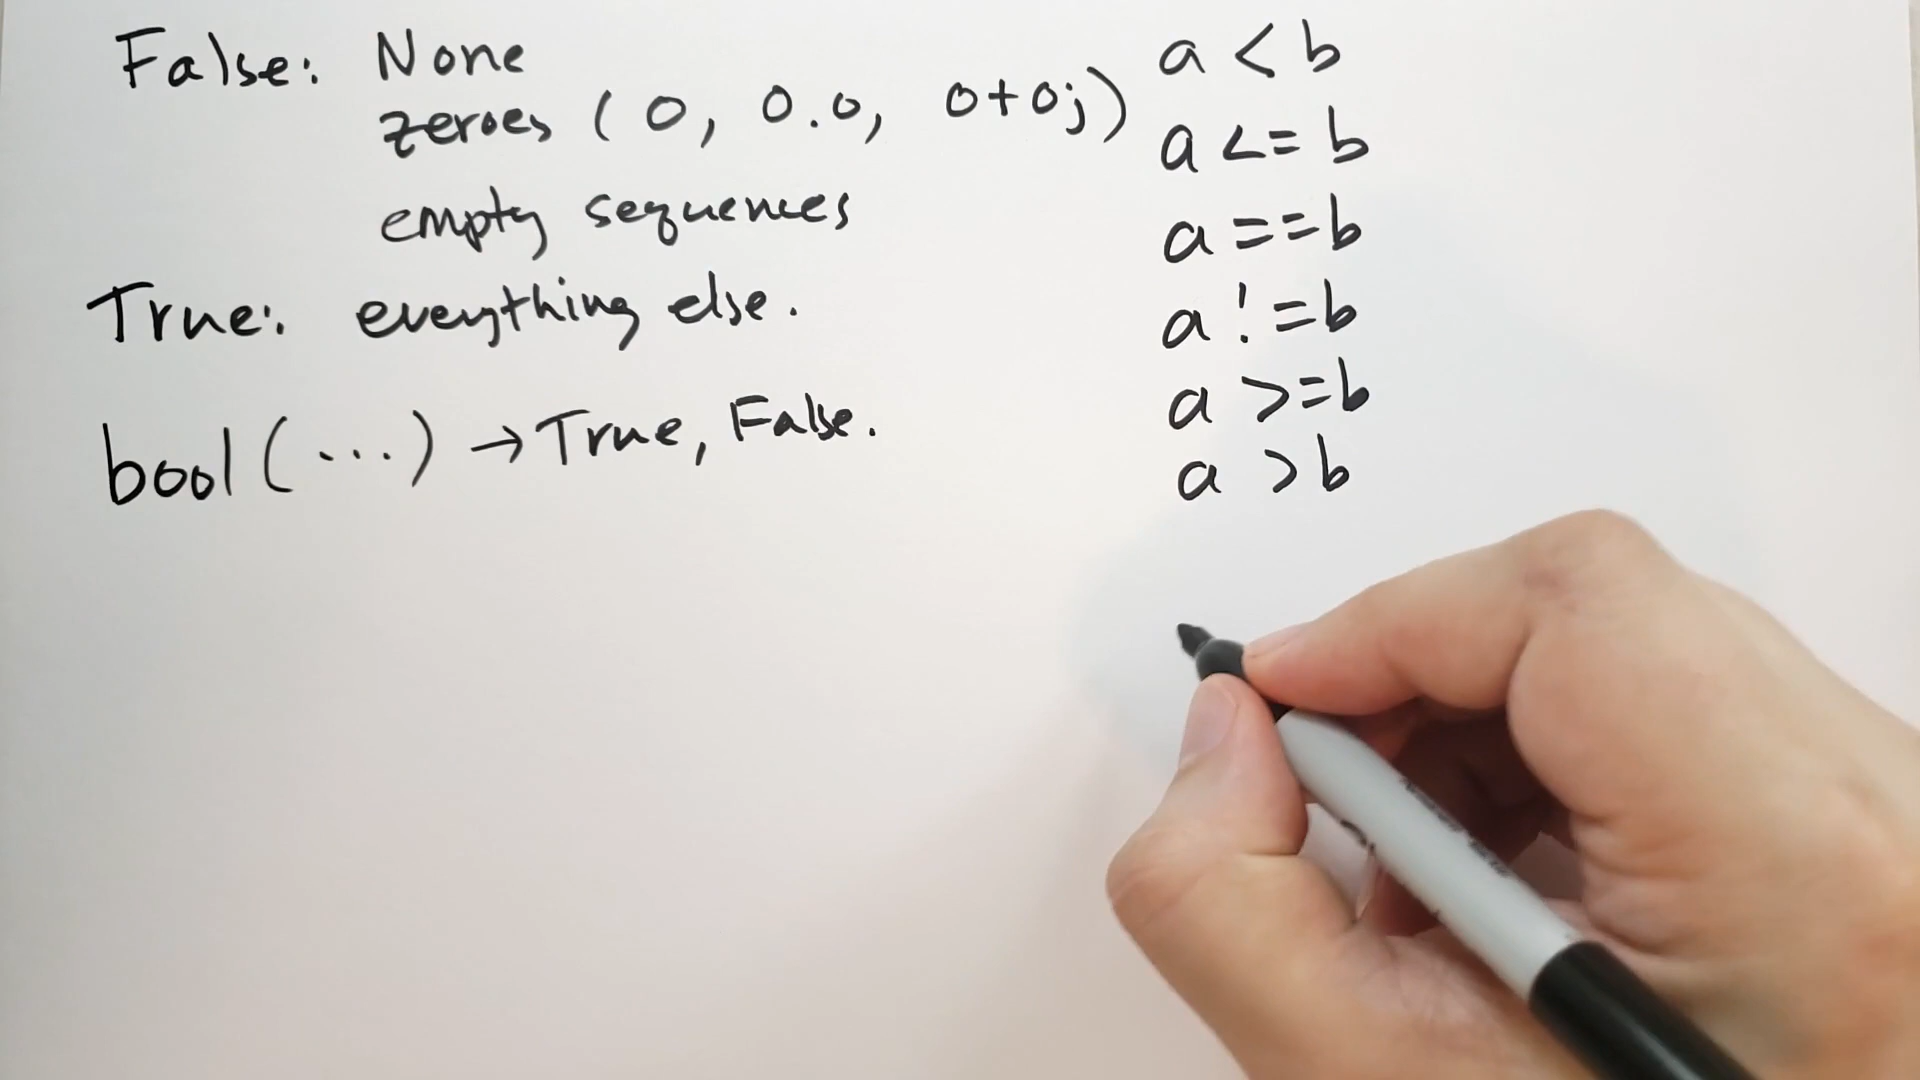 False: None
zeroes (0, 0.0, 0+0j)
empty sequences
True: everything else.
bool(...) → True, False.
a < b
a <= b
a == b
a != b
a >= b
a > b